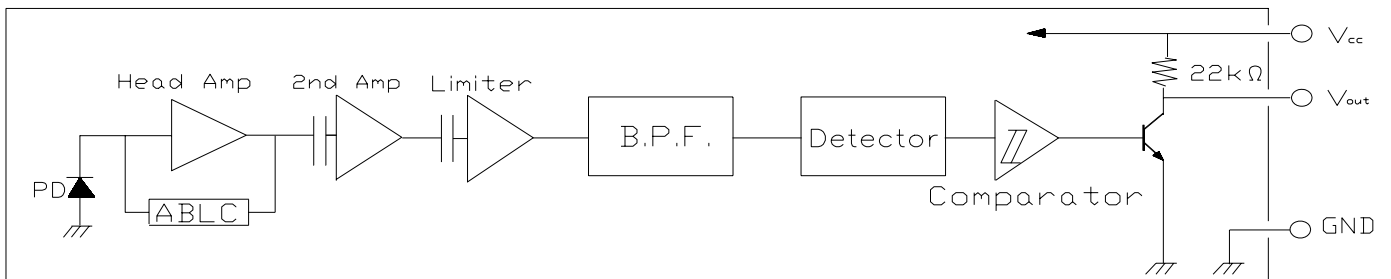 Head Amp
2nd Amp
Limiter
B.P.F.
Detector
Comparator
PD
ABLC
22kΩ
Vcc
Vout
GND